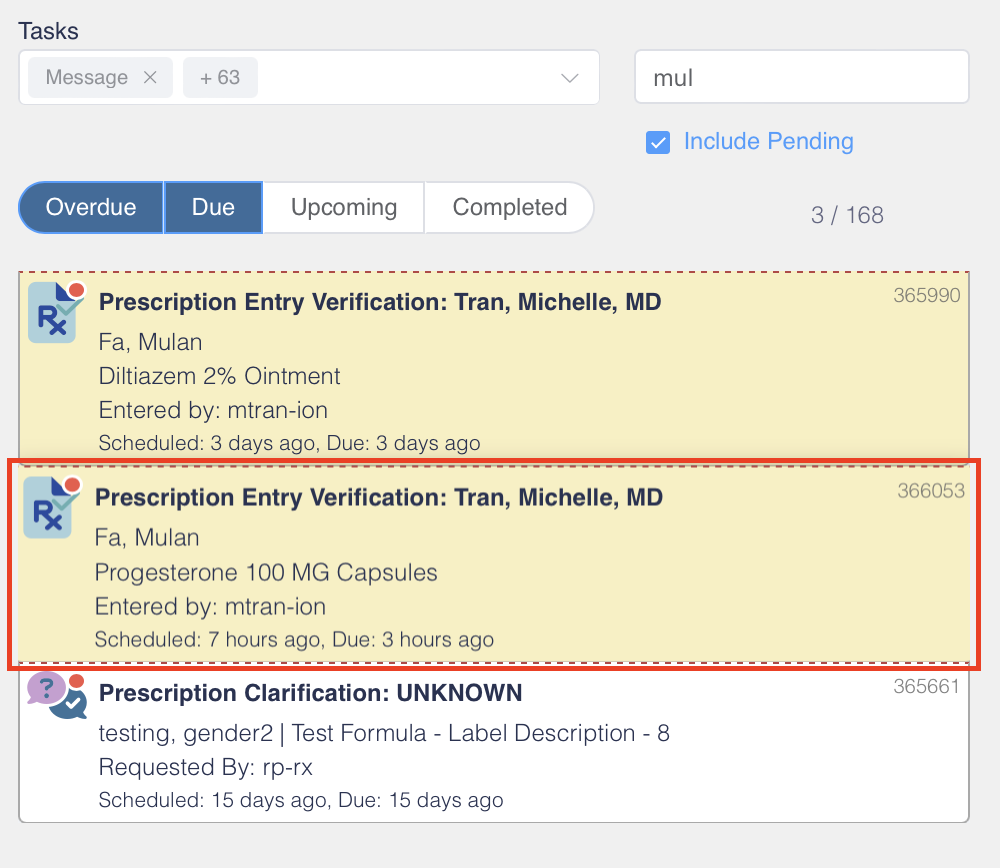 Tasks
Message × + 63
mul
Include Pending
Overdue Due Upcoming Completed
3 / 168
Rx Prescription Entry Verification: Tran, Michelle, MD 365990
Fa, Mulan
Diltiazem 2% Ointment
Entered by: mtran-ion
Scheduled: 3 days ago, Due: 3 days ago
Rx Prescription Entry Verification: Tran, Michelle, MD 366053
Fa, Mulan
Progesterone 100 MG Capsules
Entered by: mtran-ion
Scheduled: 7 hours ago, Due: 3 hours ago
? Prescription Clarification: UNKNOWN 365661
testing, gender2 | Test Formula - Label Description - 8
Requested By: rp-rx
Scheduled: 15 days ago, Due: 15 days ago